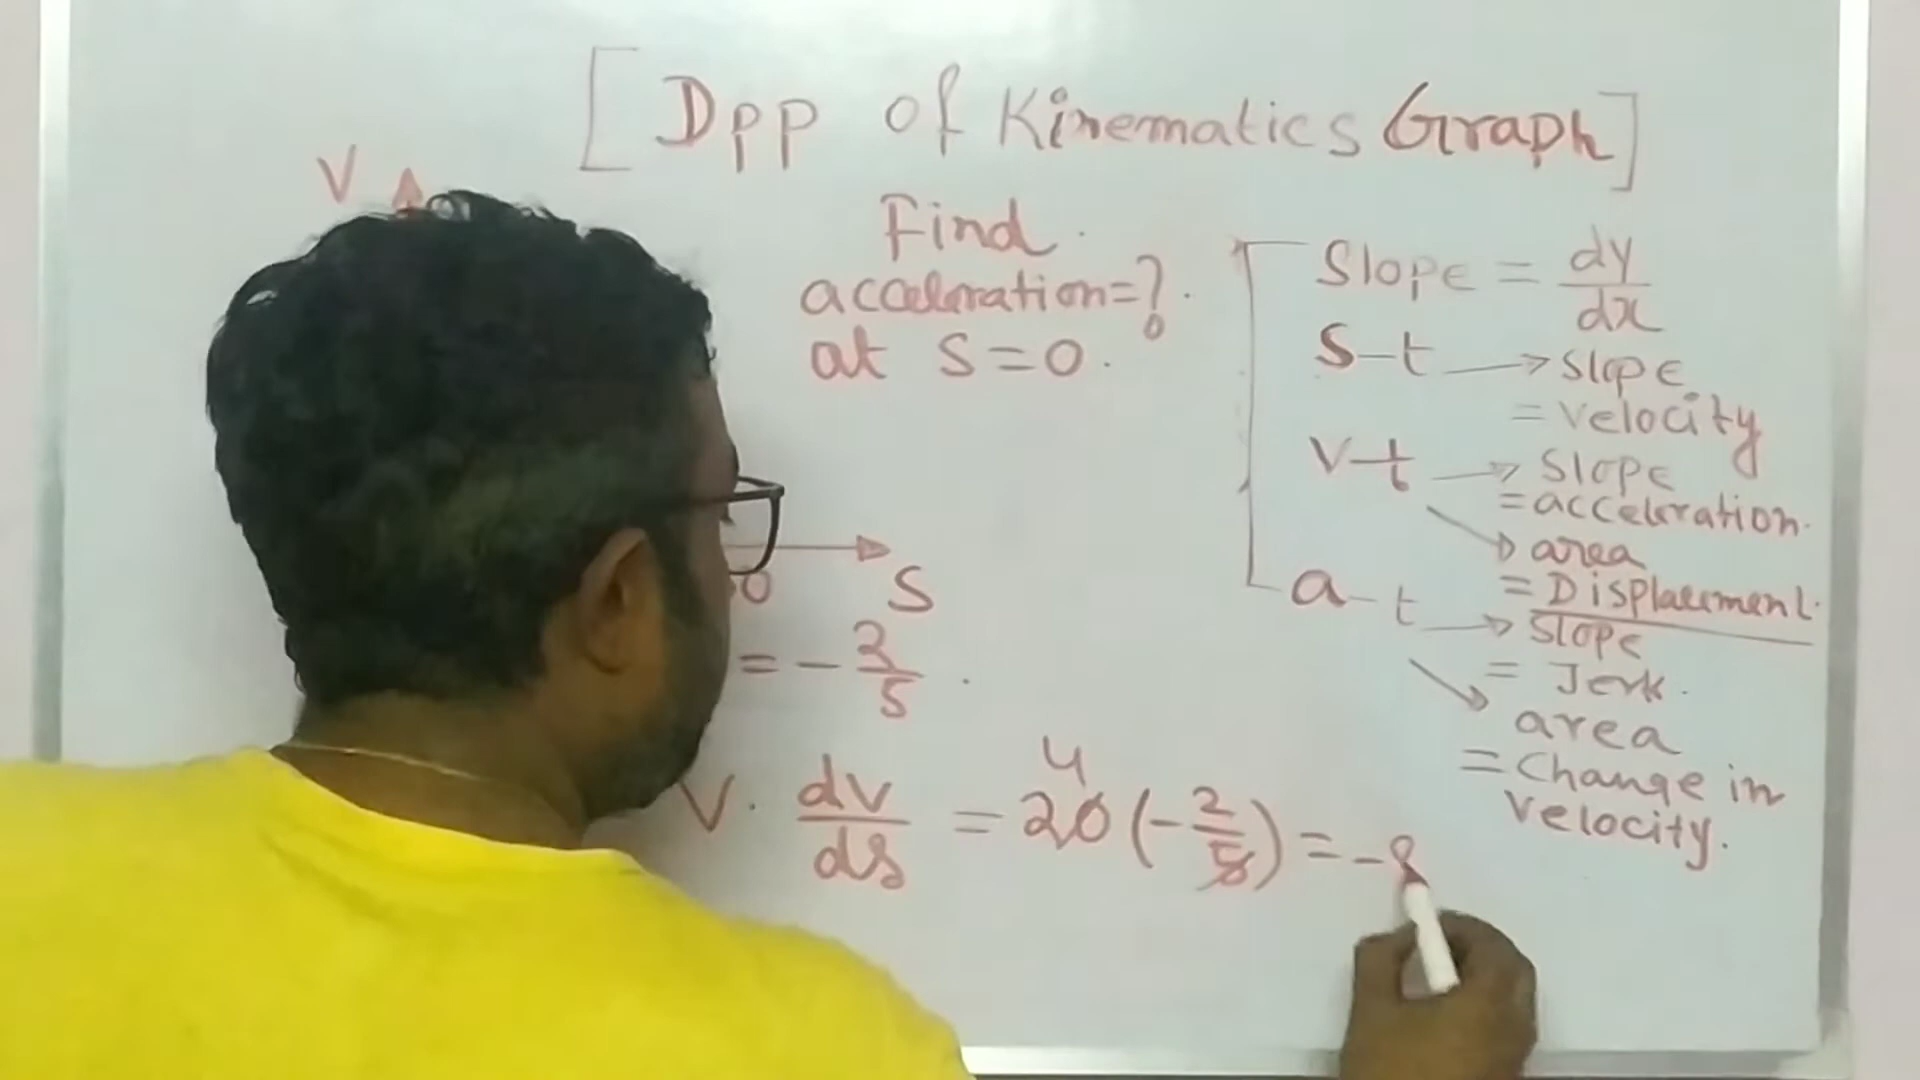 [Dpp of Kinematics Graph]
V
Find
acceleration=?
at S=0.
0
S
= -2/5.
V. dv/ds = 20 4 (-2/5) = -8
Slope = dy/dx
S-t → slope
= velocity
V-t → slope
= acceleration.
→ area
= Displacement.
a-t → slope
= Jerk.
→ area
= Change in
velocity.